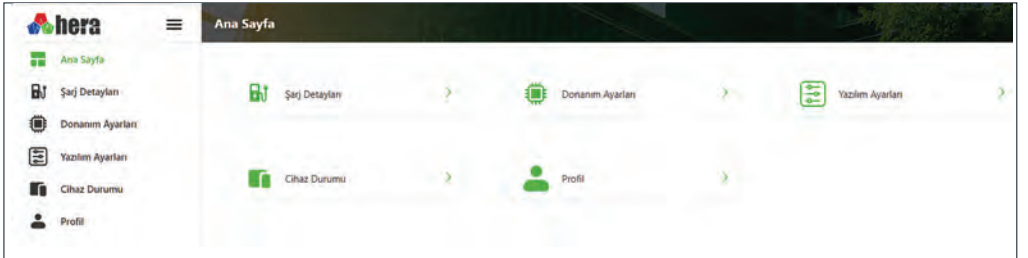 hera
Ana Sayfa
Şarj Detayları
Donanım Ayarları
Yazılım Ayarları
Cihaz Durumu
Profil
Ana Sayfa
Şarj Detayları
Donanım Ayarları
Yazılım Ayarları
Cihaz Durumu
Profil